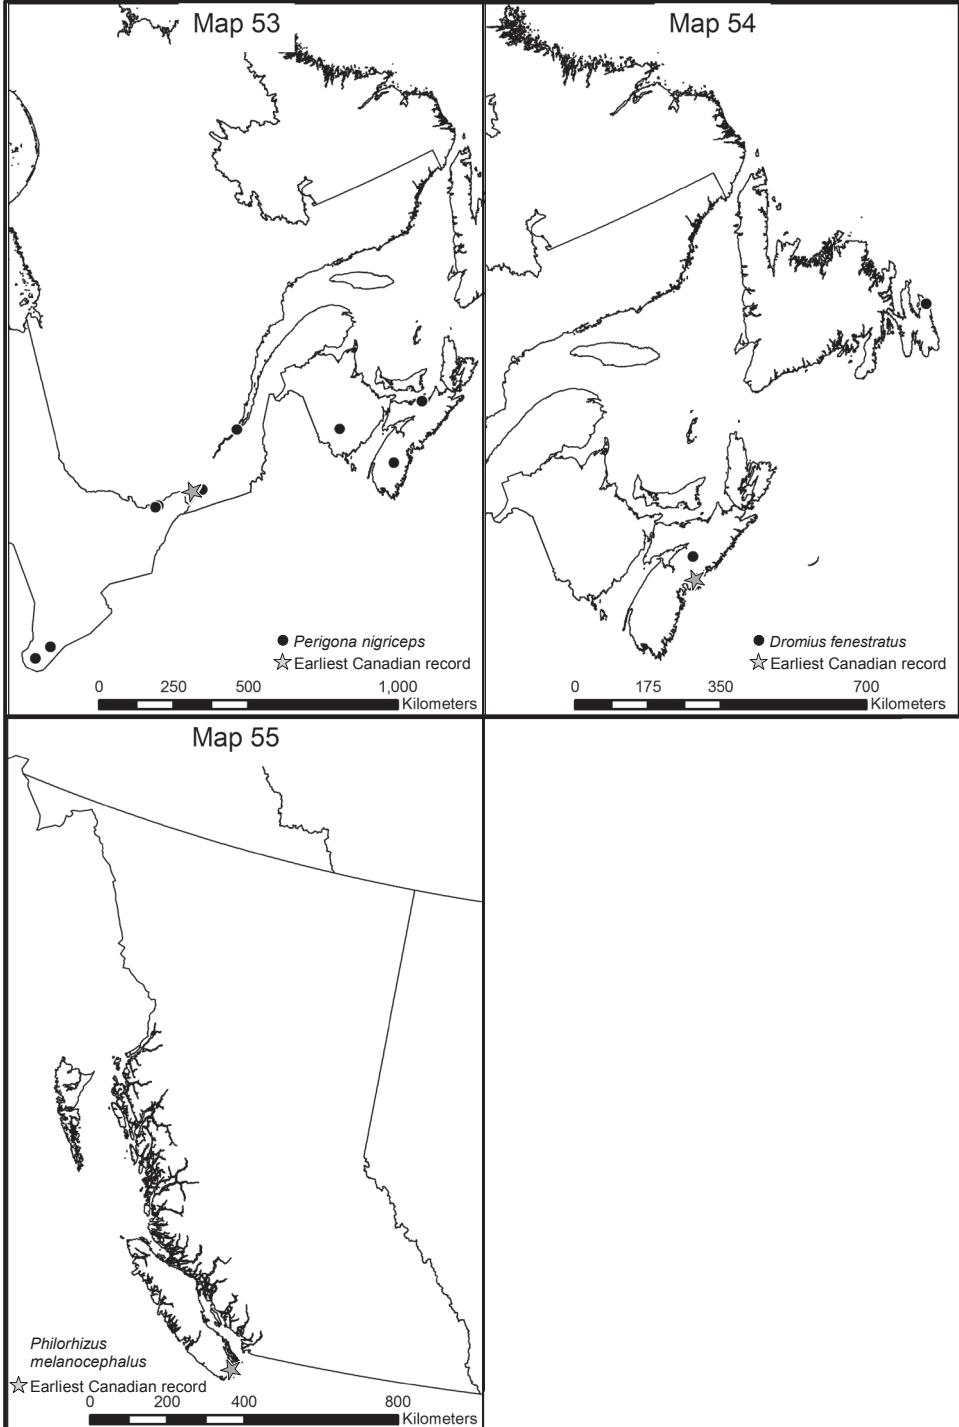 Map 53
Perigona nigriceps
Earliest Canadian record
0 250 500 1,000
Kilometers
Map 54
Dromius fenestratus
Earliest Canadian record
0 175 350 700
Kilometers
Map 55
Philorhizus
melanocephalus
Earliest Canadian record
0 200 400 800
Kilometers